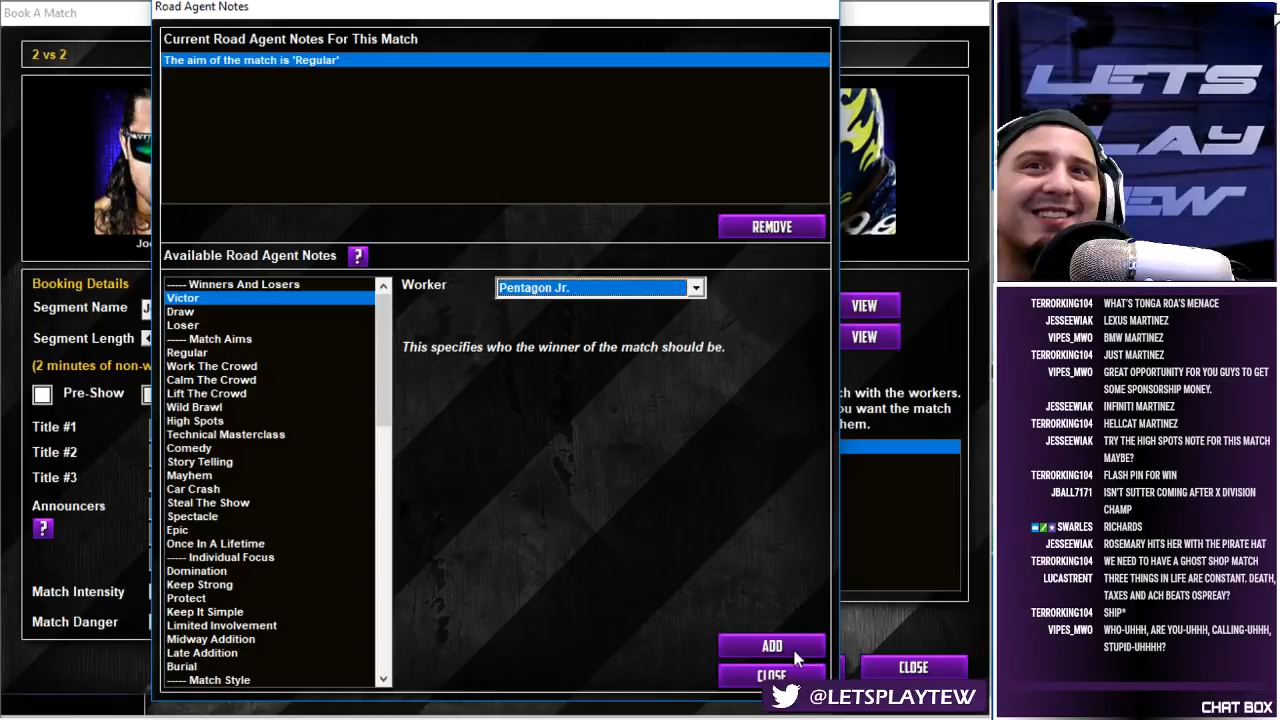 Book A Match
Road Agent Notes
2 vs 2
Current Road Agent Notes For This Match
The aim of the match is 'Regular'
REMOVE
Available Road Agent Notes ?
----- Winners And Losers
Victor
Draw
Loser
----- Match Aims
Regular
Work The Crowd
Calm The Crowd
Lift The Crowd
Wild Brawl
High Spots
Technical Masterclass
Comedy
Story Telling
Mayhem
Car Crash
Steal The Show
Spectacle
Epic
Once In A Lifetime
----- Individual Focus
Domination
Keep Strong
Protect
Keep It Simple
Limited Involvement
Midway Addition
Late Addition
Burial
----- Match Style
Worker
Pentagon Jr.
This specifies who the winner of the match should be.
ADD
CLOSE
Booking Details
Segment Name
Segment Length
(2 minutes of non-w
Pre-Show
Title #1
Title #2
Title #3
Announcers
?
Match Intensity
Match Danger
VIEW
VIEW
ch with the workers.
ou want the match
hem.
CLOSE
@LETSPLAYTEW
LETS
PLAY
TEW
TERRORKING104 WHAT'S TONGA ROA'S MENACE
JESSEEWIAK LEXUS MARTINEZ
VIPES_MWO BMW MARTINEZ
TERRORKING104 JUST MARTINEZ
VIPES_MWO GREAT OPPORTUNITY FOR YOU GUYS TO GET
SOME SPONSORSHIP MONEY.
JESSEEWIAK INFINITI MARTINEZ
TERRORKING104 HELLCAT MARTINEZ
JESSEEWIAK TRY THE HIGH SPOTS NOTE FOR THIS MATCH
MAYBE?
TERRORKING104 FLASH PIN FOR WIN
JBALL7171 ISN'T SUTTER COMING AFTER X DIVISION
CHAMP
SWARLES RICHARDS
JESSEEWIAK ROSEMARY HITS HER WITH THE PIRATE HAT
TERRORKING104 WE NEED TO HAVE A GHOST SHOP MATCH
LUCASTRENT THREE THINGS IN LIFE ARE CONSTANT. DEATH,
TAXES AND ACH BEATS OSPREAY?
TERRORKING104 SHIP*
VIPES_MWO WHO-UHHH, ARE YOU-UHHH, CALLING-UHHH,
STUPID-UHHHH?
CHAT BOX